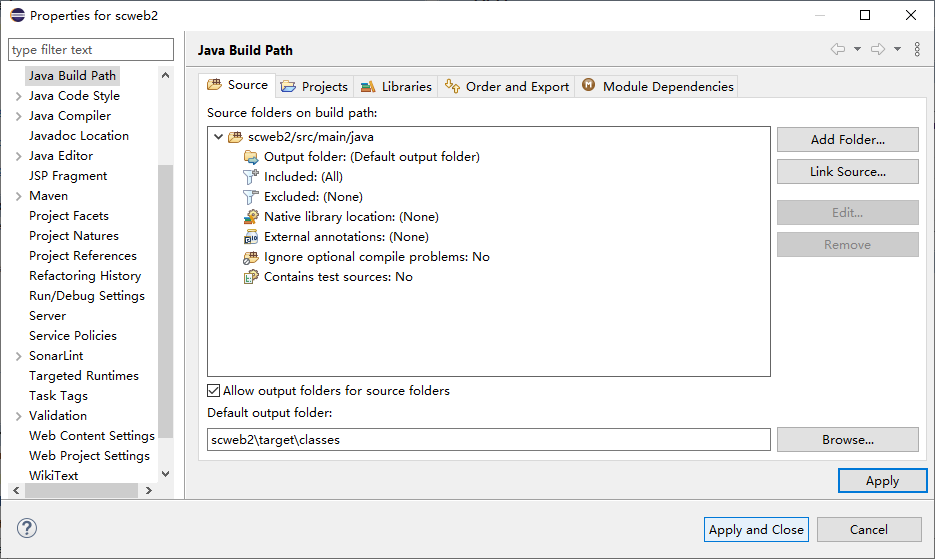 Properties for scweb2
type filter text
Java Build Path
Java Code Style
Java Compiler
Javadoc Location
Java Editor
JSP Fragment
Maven
Project Facets
Project Natures
Project References
Refactoring History
Run/Debug Settings
Server
Service Policies
SonarLint
Targeted Runtimes
Task Tags
Validation
Web Content Settings
Web Project Settings
WikiText
Java Build Path
Source Projects Libraries Order and Export Module Dependencies
Source folders on build path:
scweb2/src/main/java
Output folder: (Default output folder)
Included: (All)
Excluded: (None)
Native library location: (None)
External annotations: (None)
Ignore optional compile problems: No
Contains test sources: No
Add Folder...
Link Source...
Edit...
Remove
Allow output folders for source folders
Default output folder:
scweb2\target\classes
Browse...
Apply
Apply and Close
Cancel